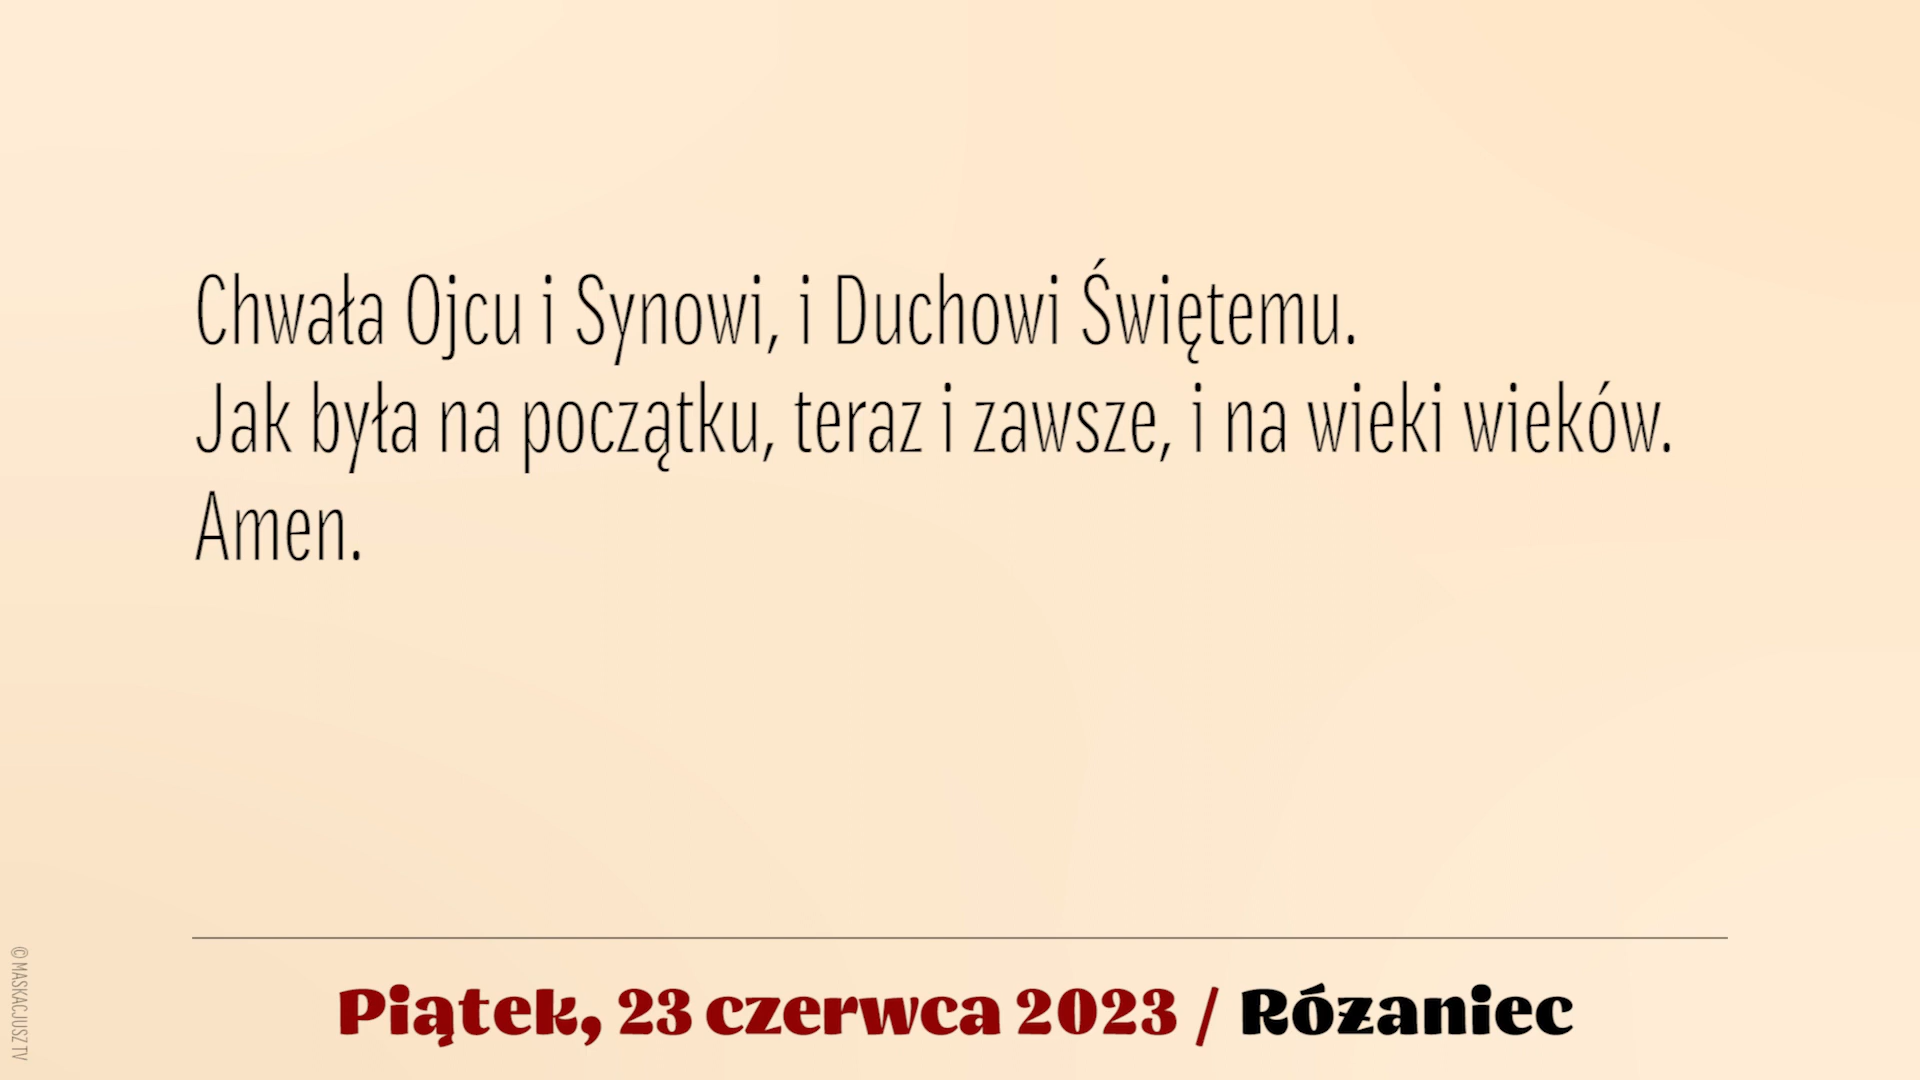 Chwała Ojcu i Synowi, i Duchowi Świętemu.
Jak była na początku, teraz i zawsze, i na wieki wieków.
Amen.
Piątek, 23 czerwca 2023 / Różaniec
© MASKACJUSZ TV